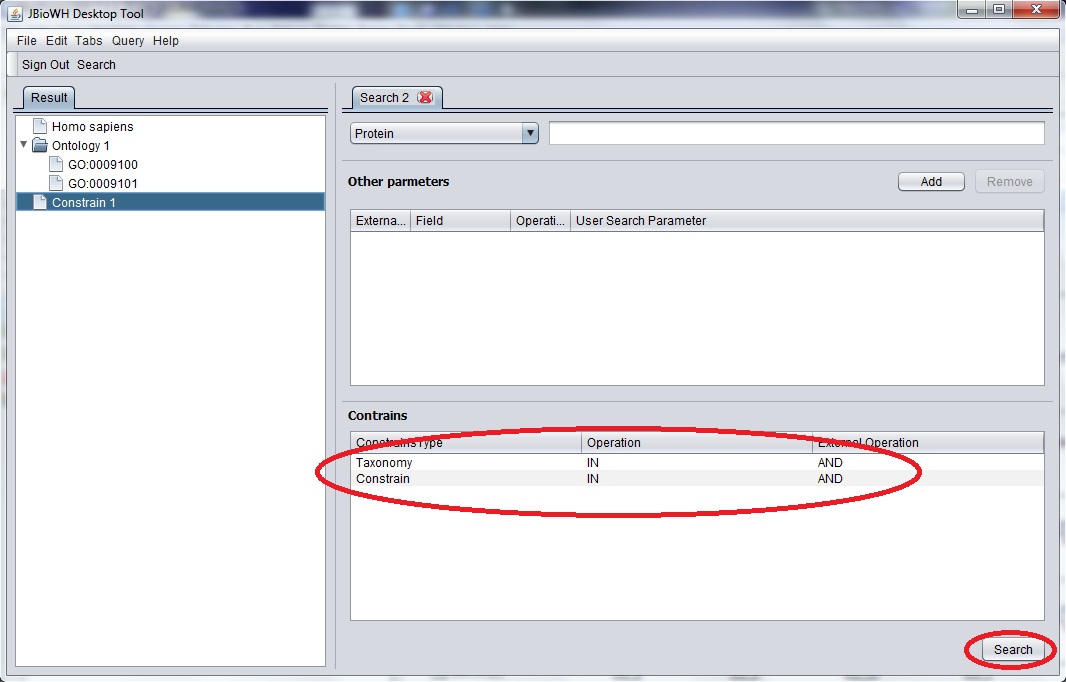 JBioWH Desktop Tool
File Edit Tabs Query Help
Sign Out Search
Result
Homo sapiens
Ontology 1
GO:0009100
GO:0009101
Constrain 1
Search 2
Protein
Other parmeters
Add Remove
Externa... Field Operati... User Search Parameter
Contrains
Constrains Type Operation External Operation
Taxonomy IN AND
Constrain IN AND
Search